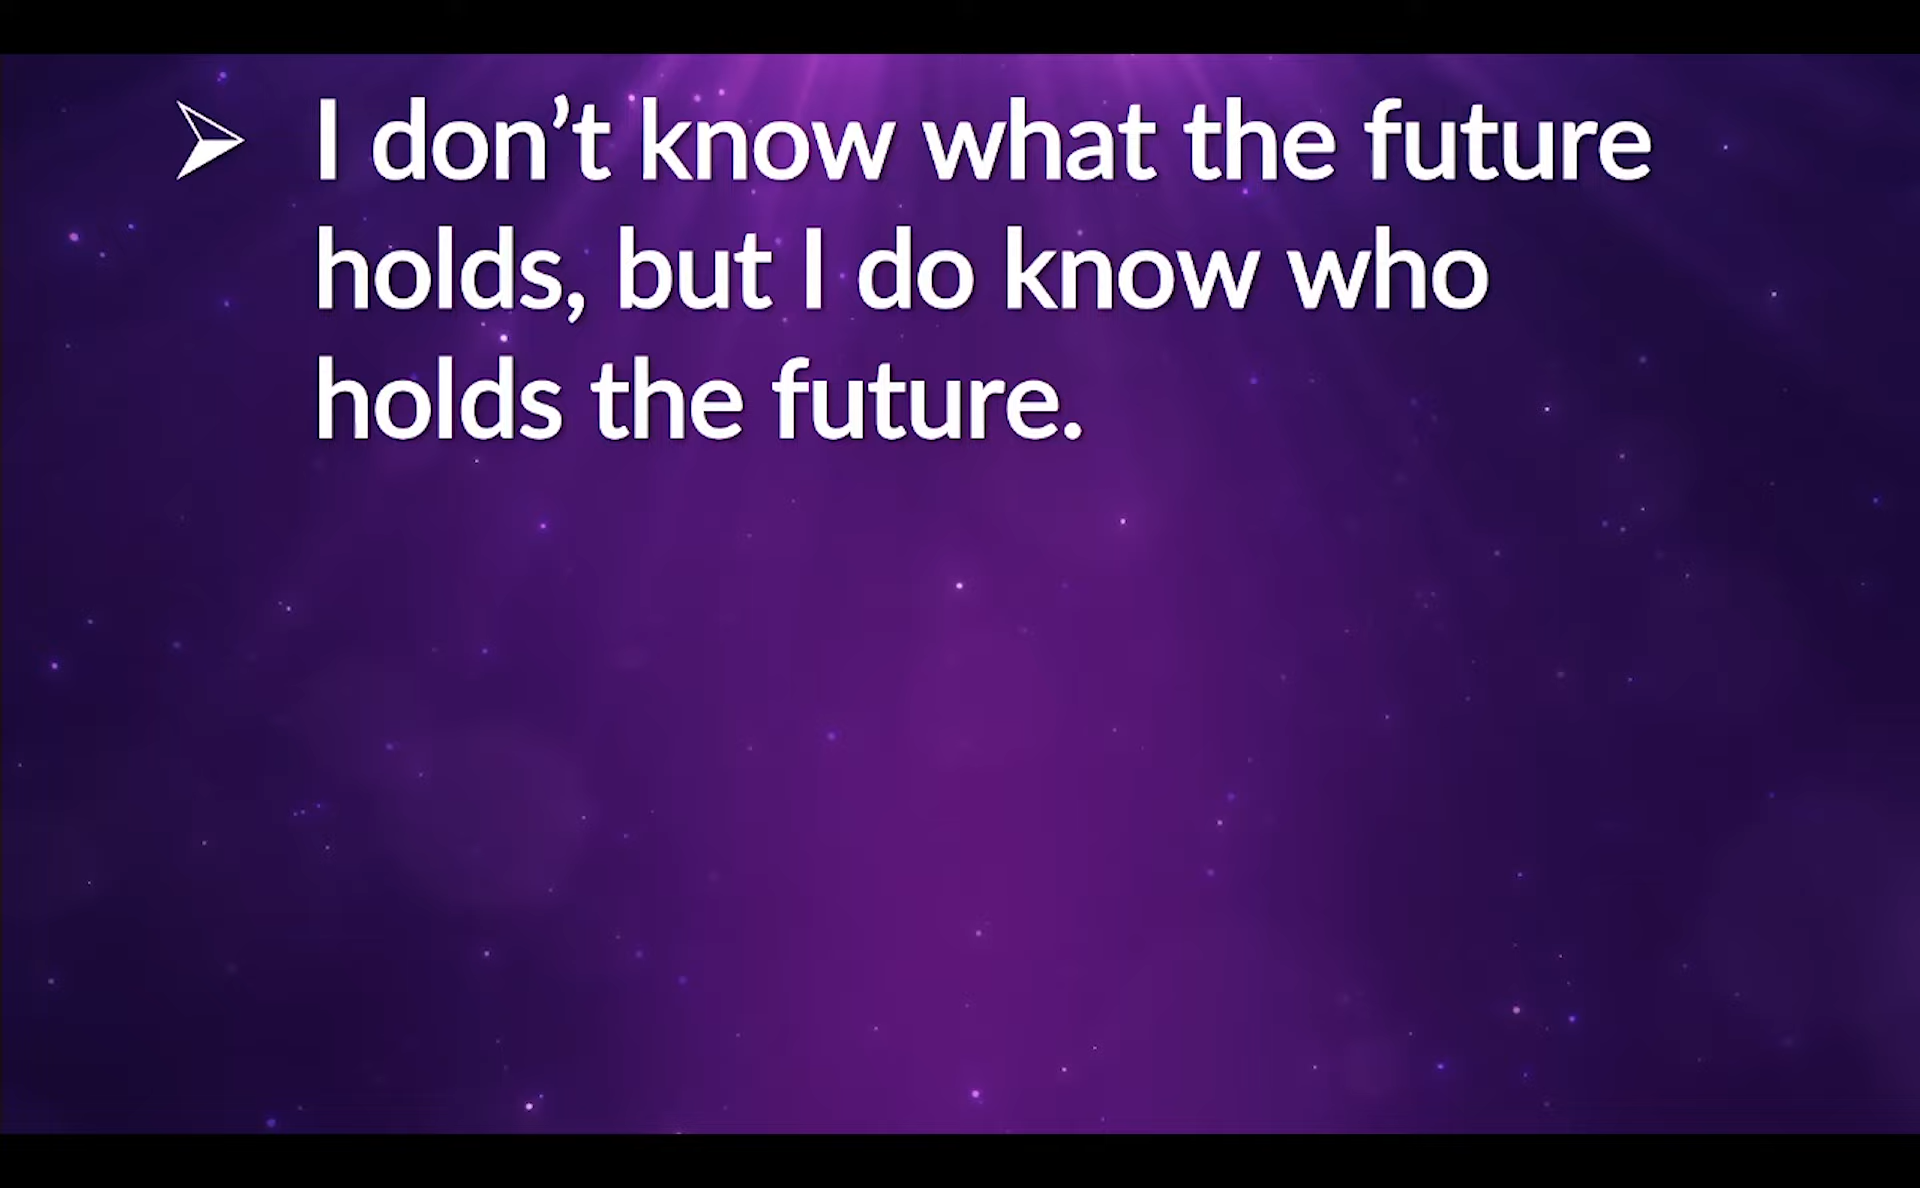 ➢ I don’t know what the future
holds, but I do know who
holds the future.